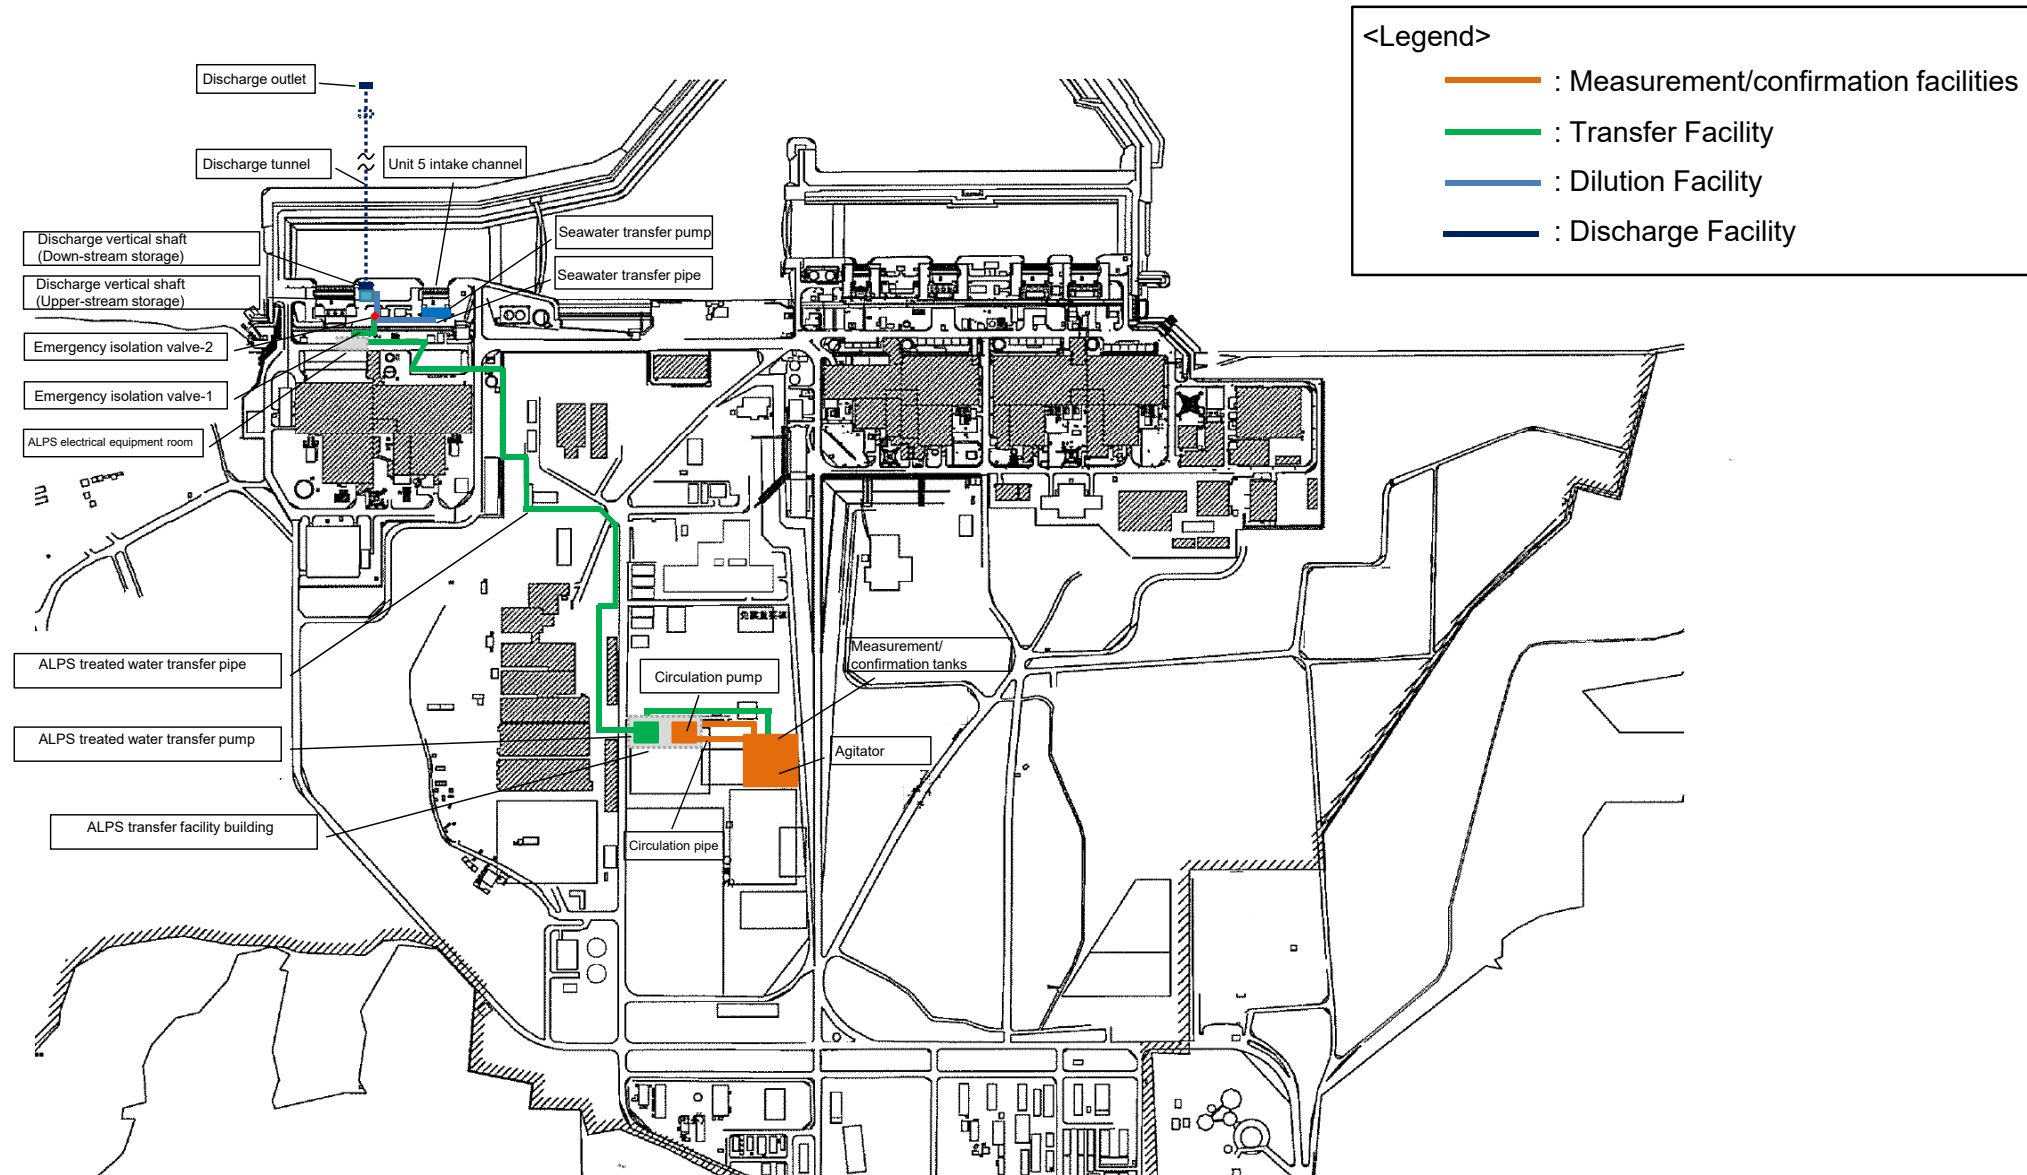 <Legend>
: Measurement/confirmation facilities
: Transfer Facility
: Dilution Facility
: Discharge Facility
Discharge outlet
Discharge tunnel
Unit 5 intake channel
Seawater transfer pump
Seawater transfer pipe
Discharge vertical shaft
(Down-stream storage)
Discharge vertical shaft
(Upper-stream storage)
Emergency isolation valve-2
Emergency isolation valve-1
ALPS electrical equipment room
ALPS treated water transfer pipe
Measurement/
confirmation tanks
Circulation pump
ALPS treated water transfer pump
Agitator
ALPS transfer facility building
Circulation pipe